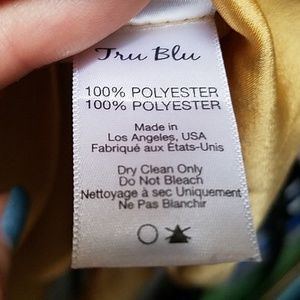 Tru Blu
100% POLYESTER
100% POLYESTER
Made in
Los Angeles, USA
Fabriqué aux États-Unis
Dry Clean Only
Do Not Bleach
Nettoyage à sec Uniquement
Ne Pas Blanchir